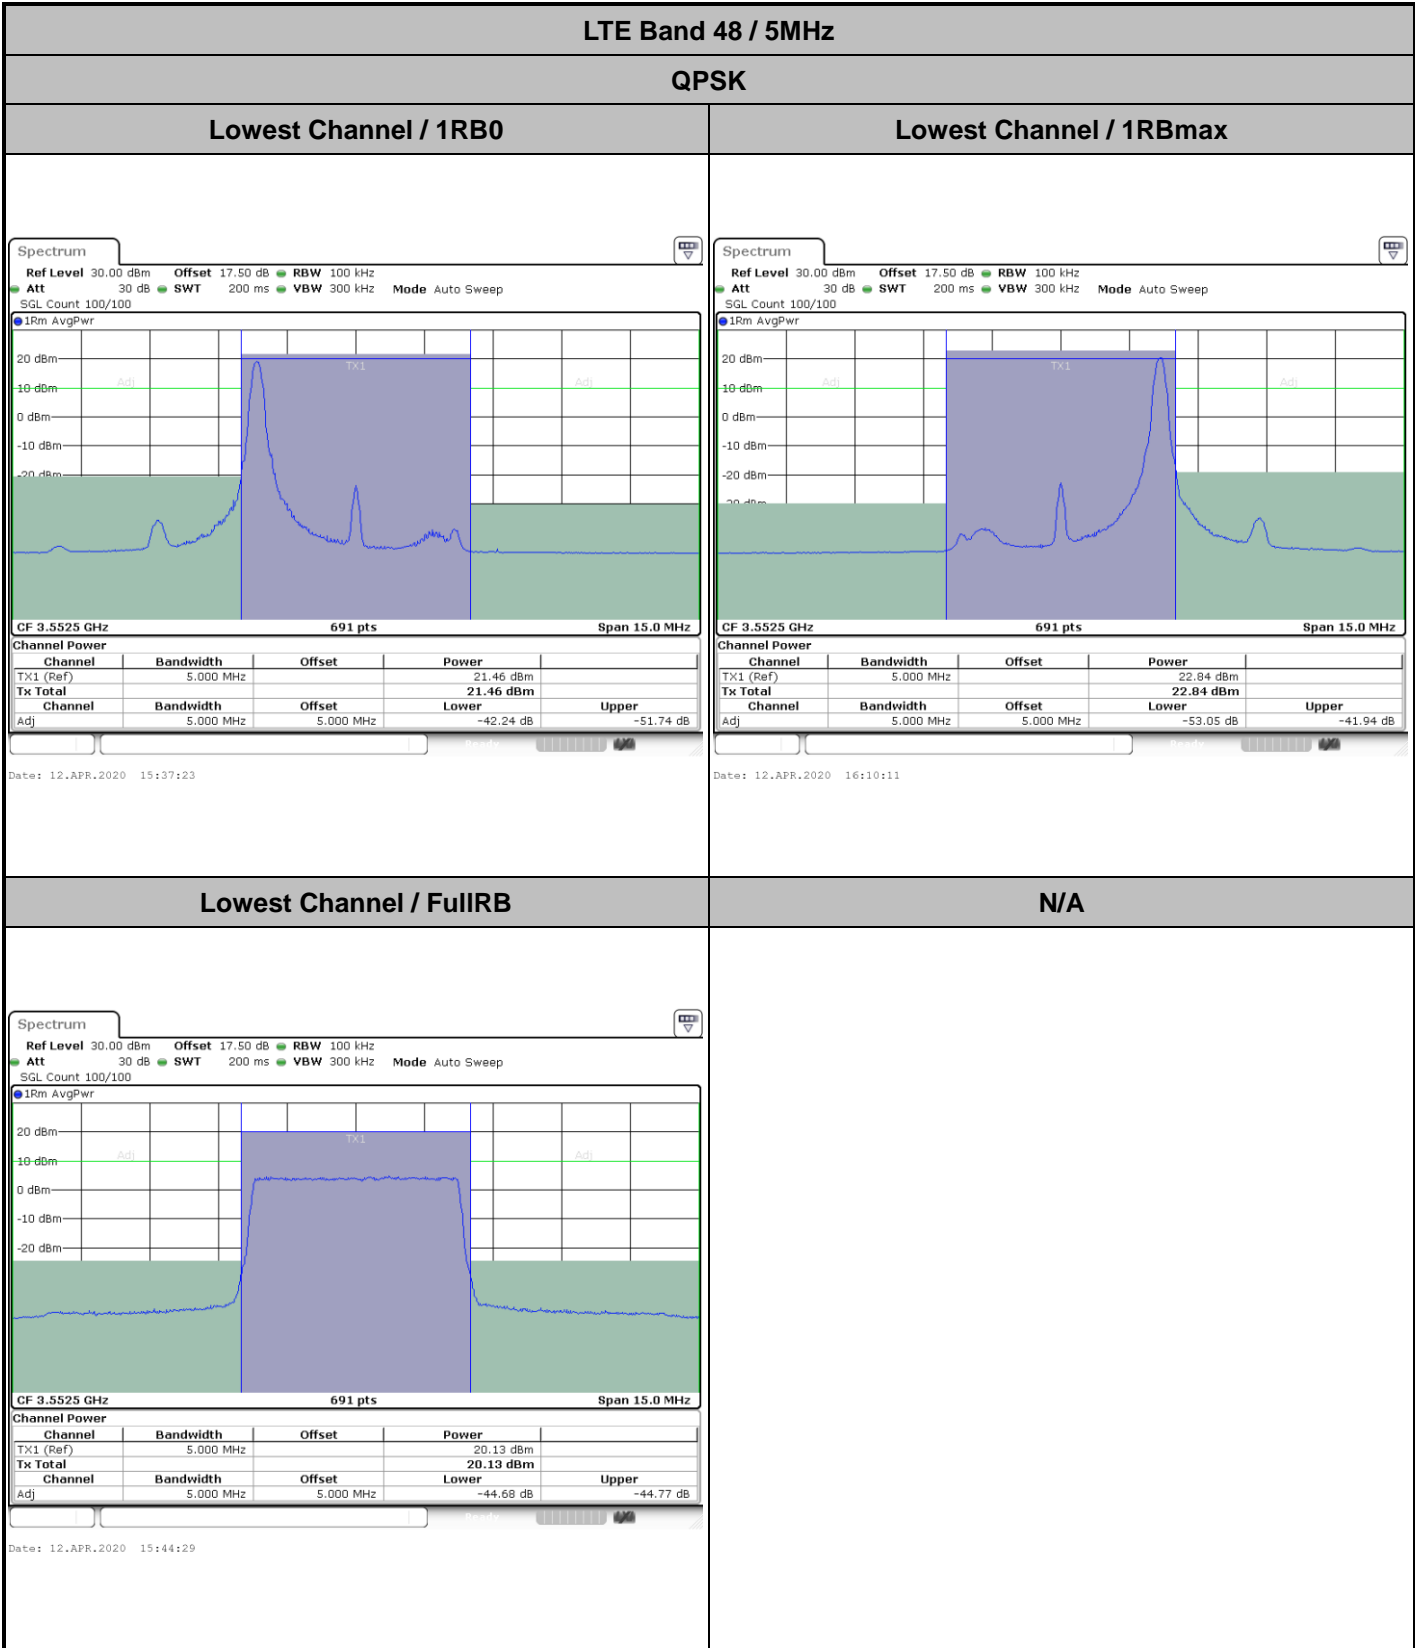 LTE Band 48 / 5MHz
QPSK
Lowest Channel / 1RB0
Lowest Channel / 1RBmax
Spectrum
Ref Level 30.00 dBm Offset 17.50 dB RBW 100 kHz
Att 30 dB SWT 200 ms VBW 300 kHz Mode Auto Sweep
SGL Count 100/100
1Rm AvgPwr
TX1
Adj
Adj
20 dBm
10 dBm
0 dBm
-10 dBm
-20 dBm
CF 3.5525 GHz 691 pts Span 15.0 MHz
Channel Power
Channel Bandwidth Offset Power
TX1 (Ref) 5.000 MHz 21.46 dBm
Tx Total 21.46 dBm
Channel Bandwidth Offset Lower Upper
Adj 5.000 MHz 5.000 MHz -42.24 dB -51.74 dB
Ready
Date: 12.APR.2020 15:37:23
Spectrum
Ref Level 30.00 dBm Offset 17.50 dB RBW 100 kHz
Att 30 dB SWT 200 ms VBW 300 kHz Mode Auto Sweep
SGL Count 100/100
1Rm AvgPwr
TX1
Adj
Adj
20 dBm
10 dBm
0 dBm
-10 dBm
-20 dBm
CF 3.5525 GHz 691 pts Span 15.0 MHz
Channel Power
Channel Bandwidth Offset Power
TX1 (Ref) 5.000 MHz 22.84 dBm
Tx Total 22.84 dBm
Channel Bandwidth Offset Lower Upper
Adj 5.000 MHz 5.000 MHz -53.05 dB -41.94 dB
Ready
Date: 12.APR.2020 16:10:11
Lowest Channel / FullRB
N/A
Spectrum
Ref Level 30.00 dBm Offset 17.50 dB RBW 100 kHz
Att 30 dB SWT 200 ms VBW 300 kHz Mode Auto Sweep
SGL Count 100/100
1Rm AvgPwr
TX1
Adj
Adj
20 dBm
10 dBm
0 dBm
-10 dBm
-20 dBm
CF 3.5525 GHz 691 pts Span 15.0 MHz
Channel Power
Channel Bandwidth Offset Power
TX1 (Ref) 5.000 MHz 20.13 dBm
Tx Total 20.13 dBm
Channel Bandwidth Offset Lower Upper
Adj 5.000 MHz 5.000 MHz -44.68 dB -44.77 dB
Ready
Date: 12.APR.2020 15:44:29